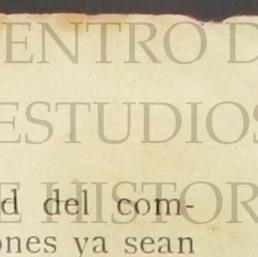 ENTRO D
ESTUDIOS
E HISTOR
d del com-
ones ya sean